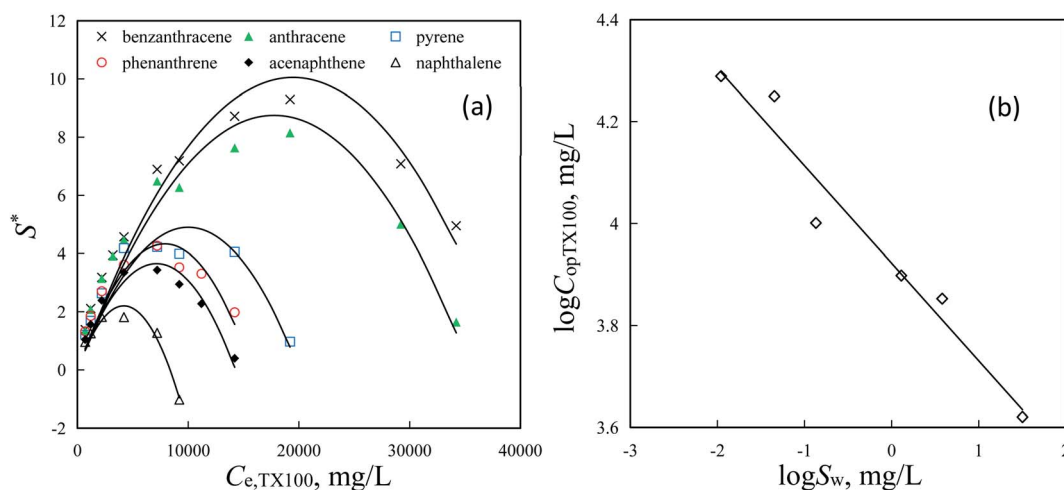 12
10
8
6
4
2
0
-2
S*
benzanthracene anthracene pyrene
phenanthrene acenaphthene naphthalene
(a)
0 10000 20000 30000 40000
Ce,TX100, mg/L
4.4
4.2
4
3.8
3.6
logCopTX100, mg/L
(b)
-3 -2 -1 0 1 2
logSw, mg/L